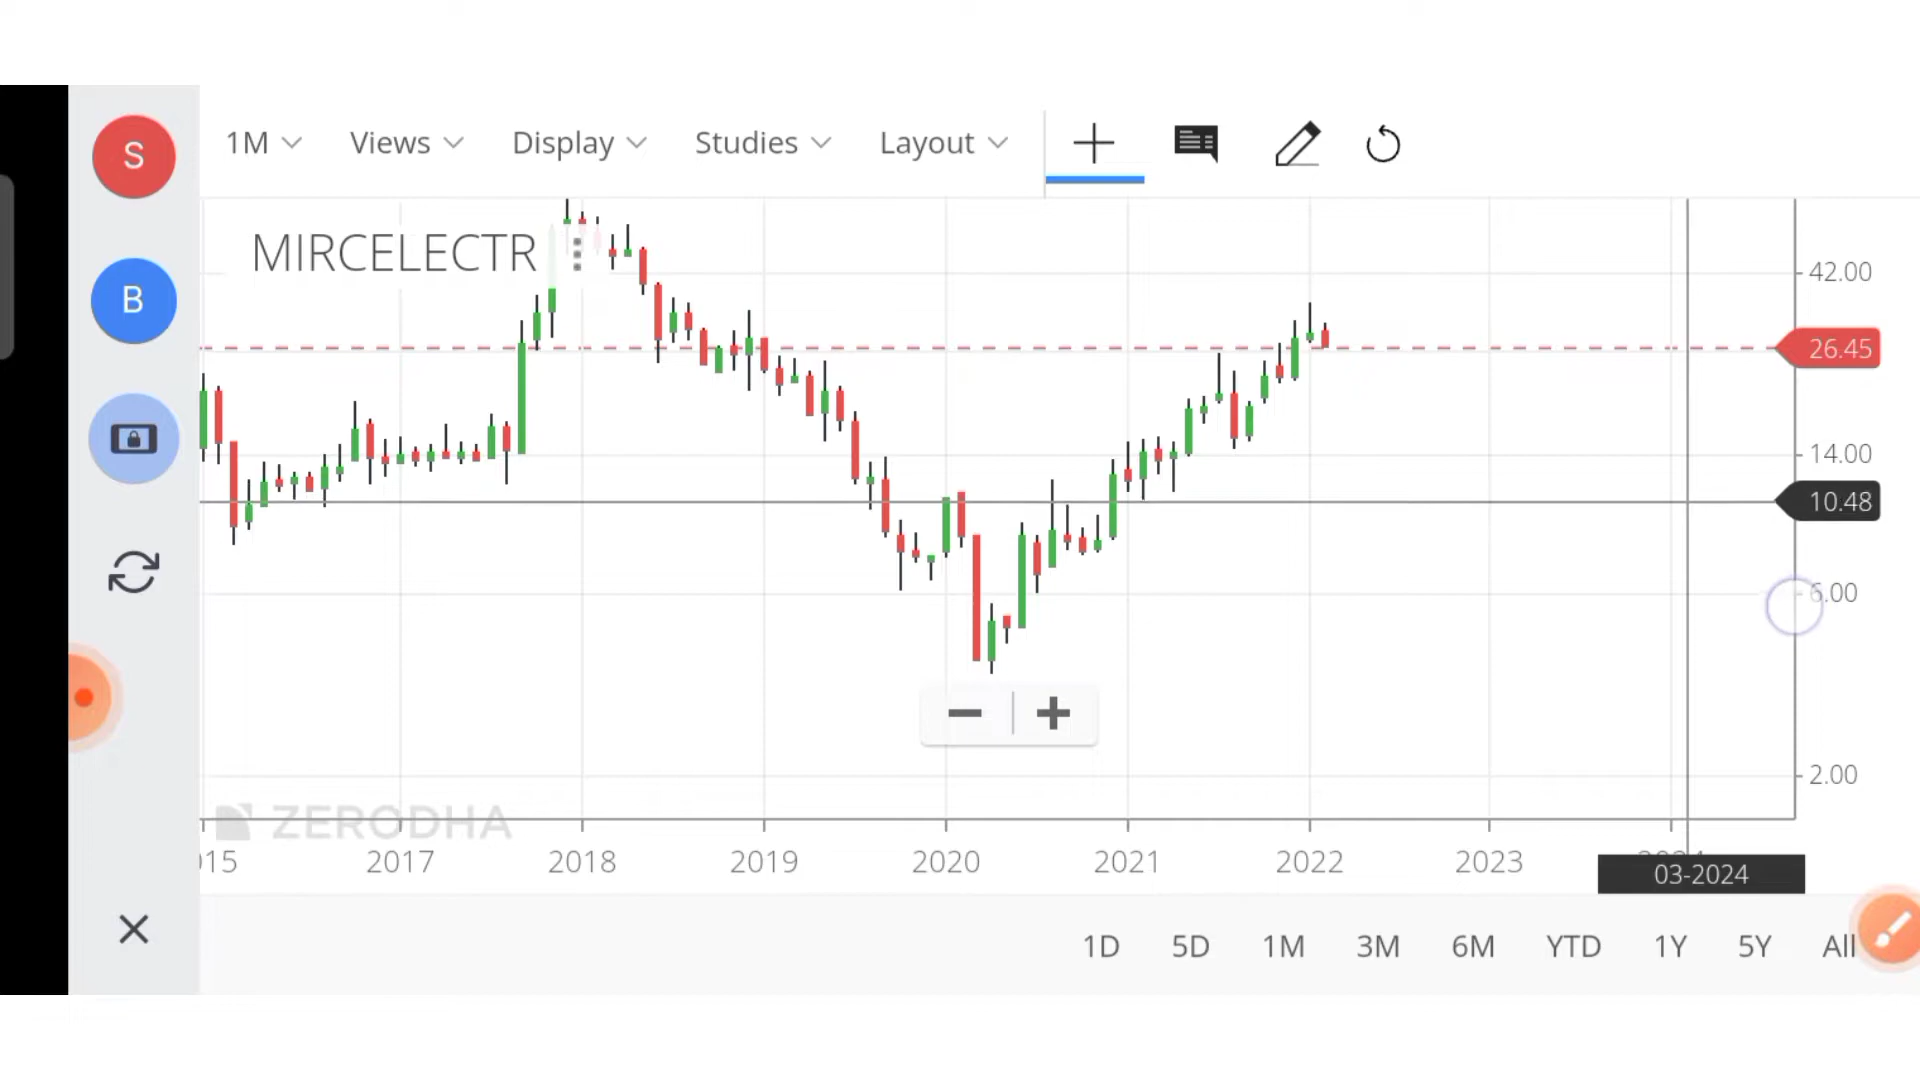 S
1M Views Display Studies Layout
MIRCELECTR
B
42.00
26.45
14.00
10.48
6.00
2.00
ZERODHA
015 2017 2018 2019 2020 2021 2022 2023
03-2024
1D 5D 1M 3M 6M YTD 1Y 5Y All